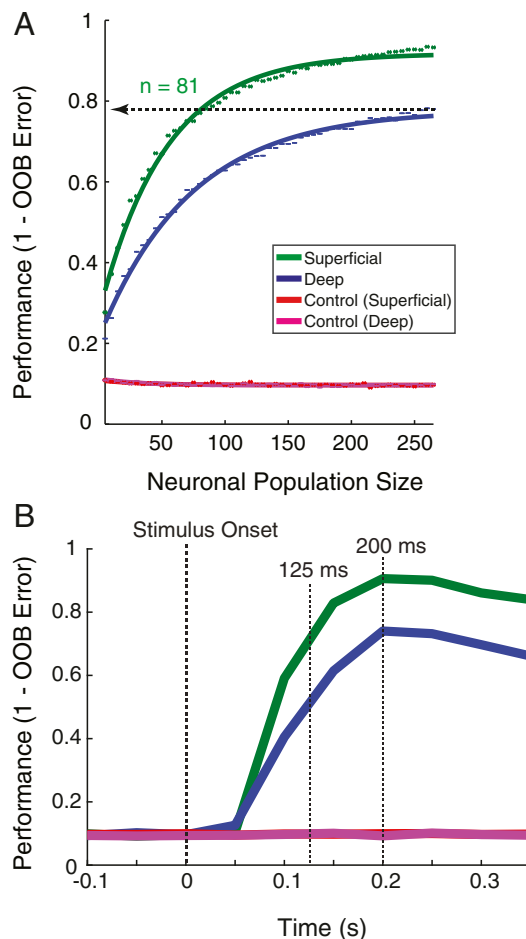 A
Performance (1 - OOB Error)
1
0.8
0.6
0.4
0.2
0
n = 81
Superficial
Deep
Control (Superficial)
Control (Deep)
50
100
150
200
250
Neuronal Population Size
B
Stimulus Onset
125 ms
200 ms
Performance (1 - OOB Error)
1
0.8
0.6
0.4
0.2
0
-0.1
0
0.1
0.2
0.3
Time (s)